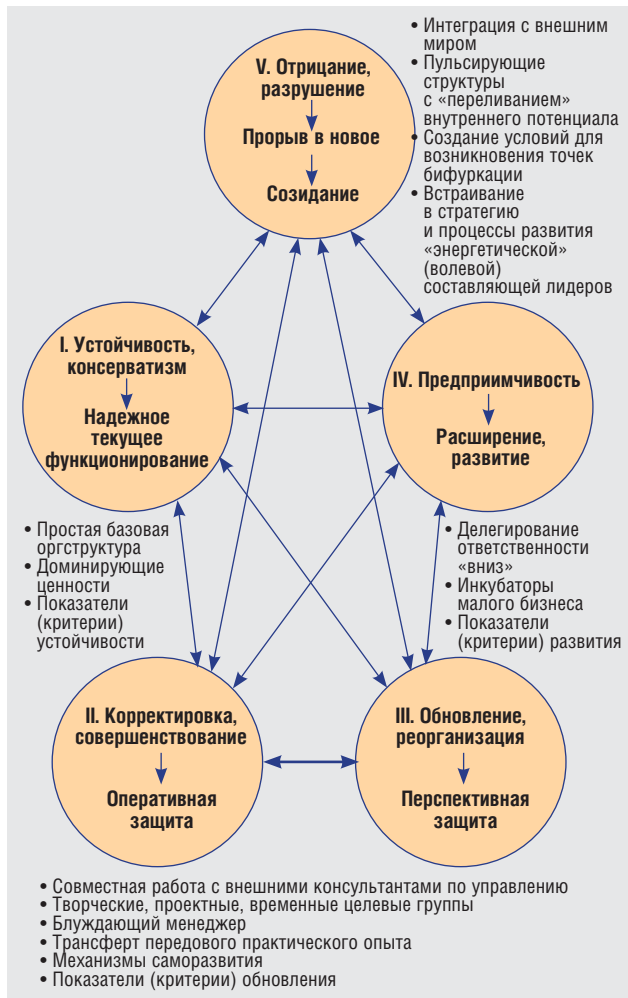 V. Отрицание,
разрушение
Прорыв в новое
Созидание
• Интеграция с внешним
миром
• Пульсирующие
структуры
с «переливанием»
внутреннего потенциала
• Создание условий для
возникновения точек
бифуркации
• Встраивание
в стратегию
и процессы развития
«энергетической»
(волевой)
составляющей лидеров
I. Устойчивость,
консерватизм
Надежное
текущее
функционирование
IV. Предприимчивость
Расширение,
развитие
• Простая базовая
оргструктура
• Доминирующие
ценности
• Показатели
(критерии)
устойчивости
• Делегирование
ответственности
«вниз»
• Инкубаторы
малого бизнеса
• Показатели
(критерии) развития
II. Корректировка,
совершенствование
Оперативная
защита
III. Обновление,
реорганизация
Перспективная
защита
• Совместная работа с внешними консультантами по управлению
• Творческие, проектные, временные целевые группы
• Блуждающий менеджер
• Трансферт передового практического опыта
• Механизмы саморазвития
• Показатели (критерии) обновления